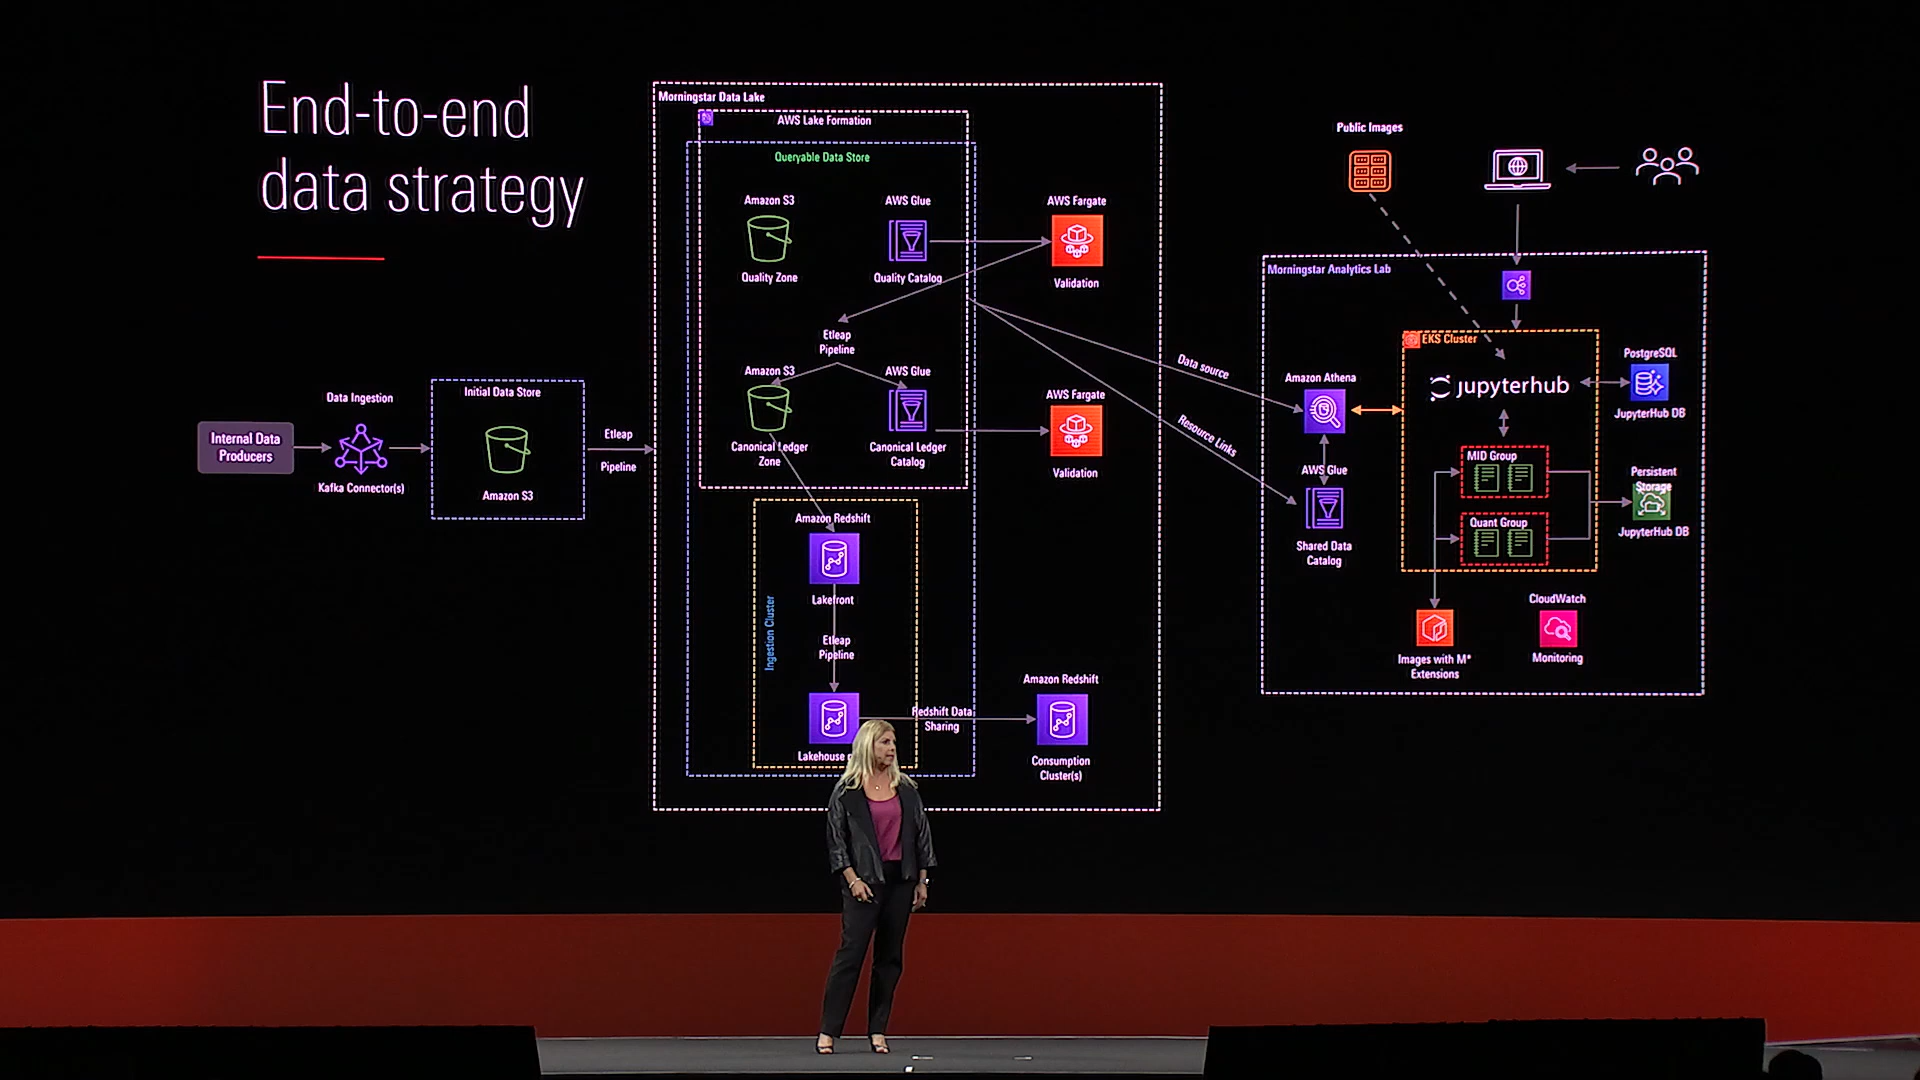 End-to-end
data strategy
Internal Data
Producers
Data Ingestion
Kafka Connector(s)
Initial Data Store
Amazon S3
Etleap
Pipeline
Morningstar Data Lake
AWS Lake Formation
Queryable Data Store
Amazon S3
Quality Zone
AWS Glue
Quality Catalog
AWS Fargate
Validation
Etleap
Pipeline
Amazon S3
Canonical Ledger
Zone
AWS Glue
Canonical Ledger
Catalog
AWS Fargate
Validation
Ingestion Cluster
Amazon Redshift
Lakefront
Etleap
Pipeline
Lakehouse
Redshift Data
Sharing
Amazon Redshift
Consumption
Cluster(s)
Data source
Resource Links
Public Images
Morningstar Analytics Lab
Amazon Athena
AWS Glue
Shared Data
Catalog
EKS Cluster
jupyterhub
MID Group
Quant Group
PostgreSQL
JupyterHub DB
Persistent
Storage
JupyterHub DB
Images with M*
Extensions
CloudWatch
Monitoring